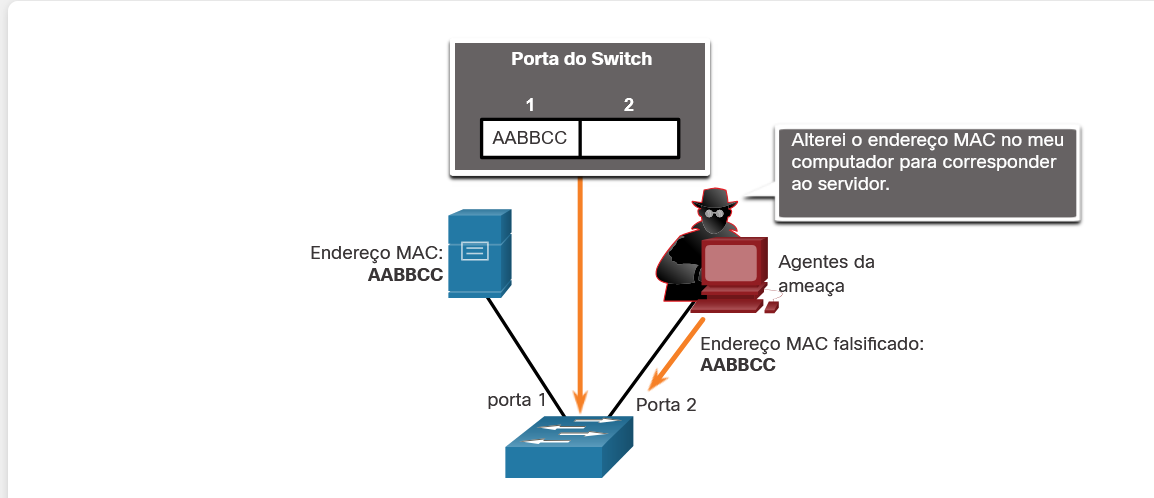 Porta do Switch
1 2
AABBCC
Alterei o endereço MAC no meu
computador para corresponder
ao servidor.
Endereço MAC:
AABBCC
Agentes da
ameaça
Endereço MAC falsificado:
AABBCC
porta 1
Porta 2